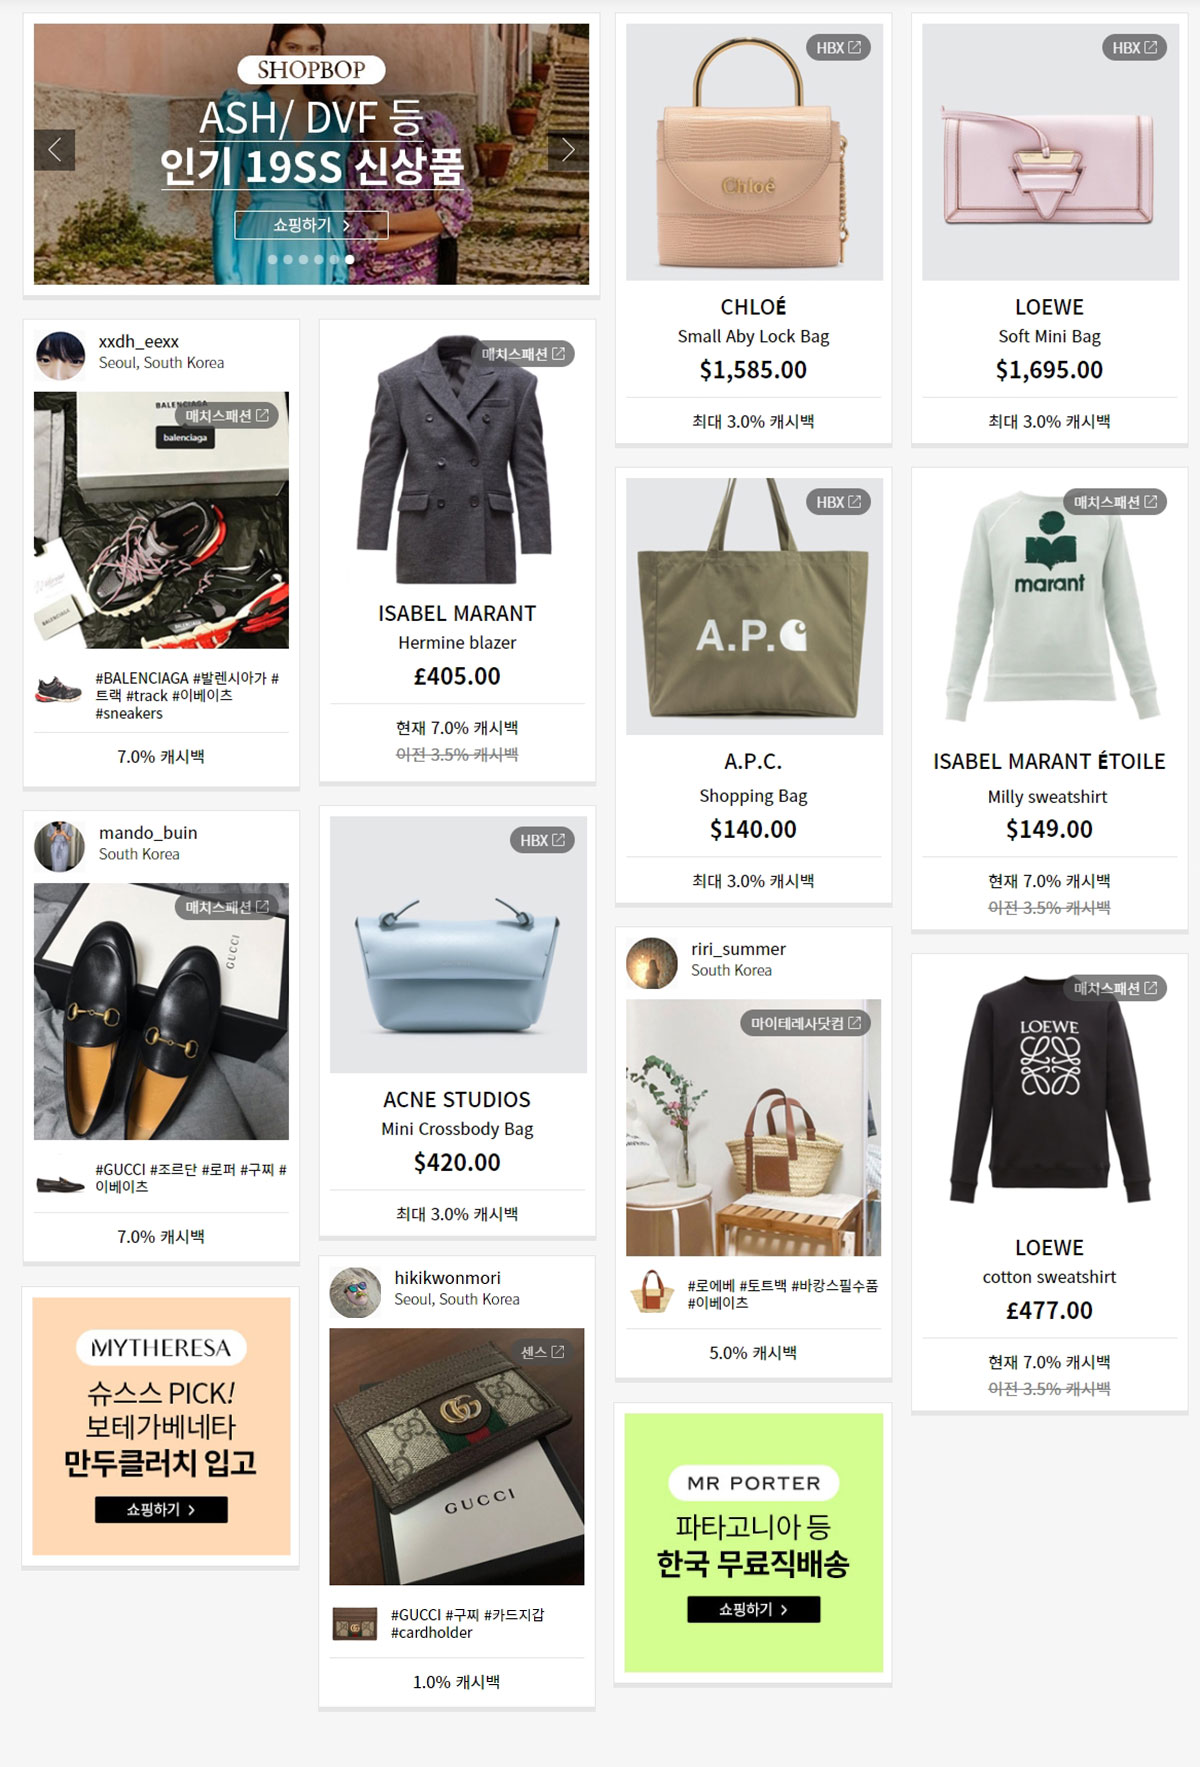 SHOPBOP
ASH/ DVF 등
인기 19SS 신상품
쇼핑하기 >
HBX
Chloé
CHLOÉ
Small Aby Lock Bag
$1,585.00
최대 3.0% 캐시백
HBX
LOEWE
Soft Mini Bag
$1,695.00
최대 3.0% 캐시백
xxdh_eexx
Seoul, South Korea
매치스패션
BALENCIAGA
balenciaga
BALENCIAGA
#BALENCIAGA #발렌시아가 #
트랙 #track #이베이츠
#sneakers
7.0% 캐시백
매치스패션
ISABEL MARANT
Hermine blazer
£405.00
현재 7.0% 캐시백
이전 3.5% 캐시백
HBX
A.P.C
A.P.C.
Shopping Bag
$140.00
최대 3.0% 캐시백
매치스패션
marant
ISABEL MARANT ÉTOILE
Milly sweatshirt
$149.00
현재 7.0% 캐시백
이전 3.5% 캐시백
mando_buin
South Korea
매치스패션
GUCCI
#GUCCI #조르단 #로퍼 #구찌 #
이베이츠
7.0% 캐시백
HBX
ACNE STUDIOS
Mini Crossbody Bag
$420.00
최대 3.0% 캐시백
riri_summer
South Korea
마이테레사닷컴
#로에베 #토트백 #바캉스필수품
#이베이츠
5.0% 캐시백
매치스패션
LOEWE
LOEWE
cotton sweatshirt
£477.00
현재 7.0% 캐시백
이전 3.5% 캐시백
MYTHERESA
슈스스 PICK!
보테가베네타
만두클러치 입고
쇼핑하기 >
hikikwonmori
Seoul, South Korea
센스
GUCCI
#GUCCI #구찌 #카드지갑
#cardholder
1.0% 캐시백
MR PORTER
파타고니아 등
한국 무료직배송
쇼핑하기 >